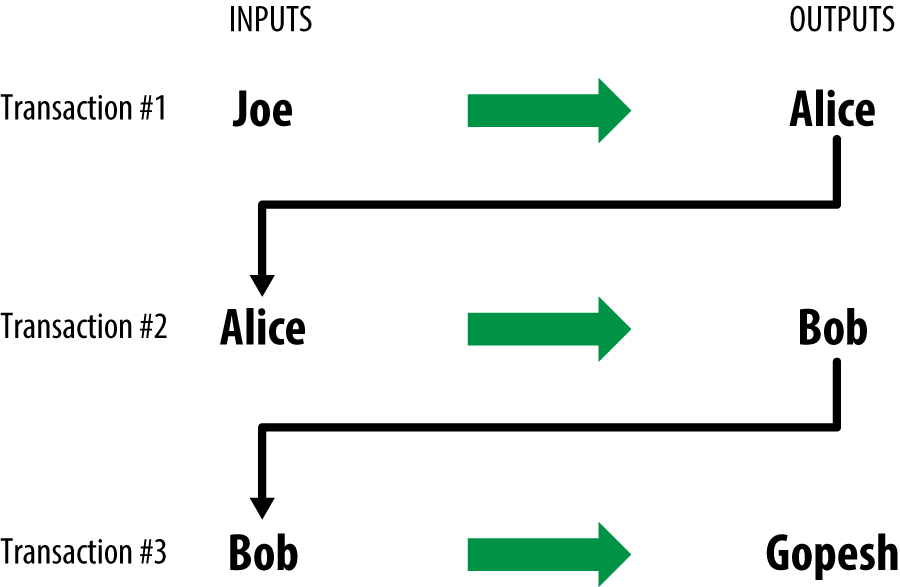 INPUTS OUTPUTS
Transaction #1 Joe Alice
Transaction #2 Alice Bob
Transaction #3 Bob Gopesh